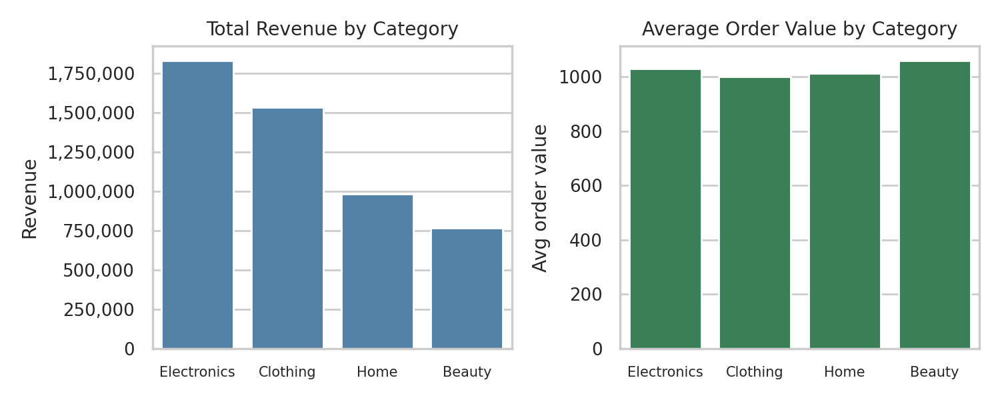 Total Revenue by Category
Revenue
1,750,000
1,500,000
1,250,000
1,000,000
750,000
500,000
250,000
0
Electronics Clothing Home Beauty
Average Order Value by Category
Avg order value
1000
800
600
400
200
0
Electronics Clothing Home Beauty